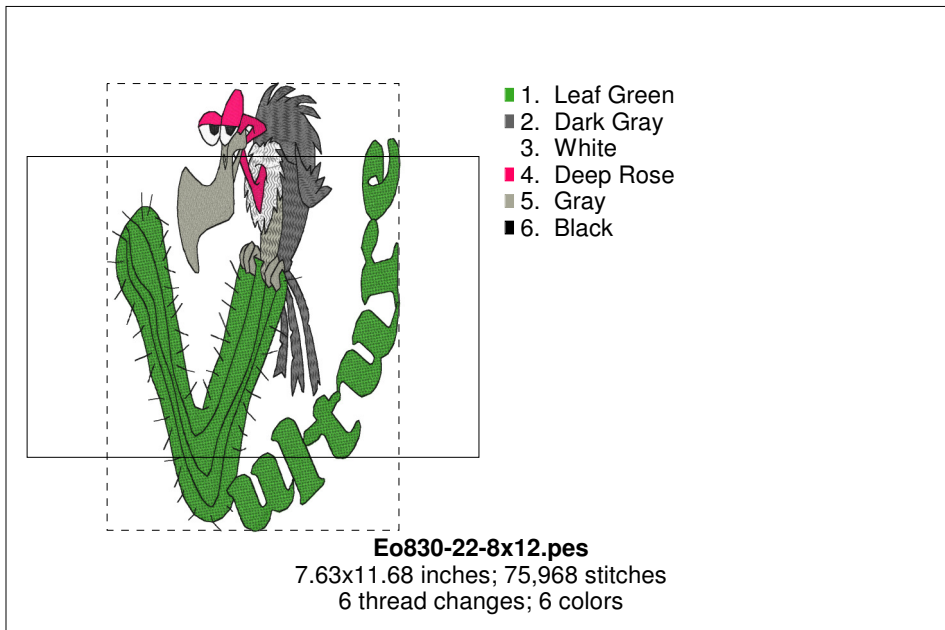 1. Leaf Green
2. Dark Gray
3. White
4. Deep Rose
5. Gray
6. Black
Vulture
Eo830-22-8x12.pes
7.63x11.68 inches; 75,968 stitches
6 thread changes; 6 colors